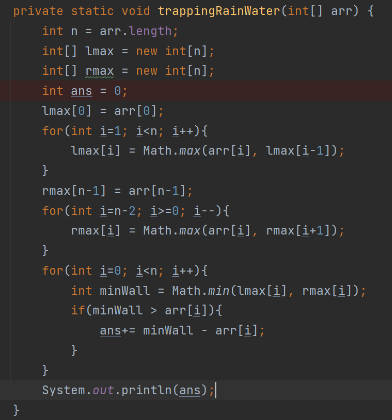 private static void trappingRainWater(int[] arr) {
    int n = arr.length;
    int[] lmax = new int[n];
    int[] rmax = new int[n];
    int ans = 0;
    lmax[0] = arr[0];
    for(int i=1; i<n; i++){
        lmax[i] = Math.max(arr[i], lmax[i-1]);
    }
    rmax[n-1] = arr[n-1];
    for(int i=n-2; i>=0; i--){
        rmax[i] = Math.max(arr[i], rmax[i+1]);
    }
    for(int i=0; i<n; i++){
        int minWall = Math.min(lmax[i], rmax[i]);
        if(minWall > arr[i]){
            ans+= minWall - arr[i];
        }
    }
    System.out.println(ans);
}